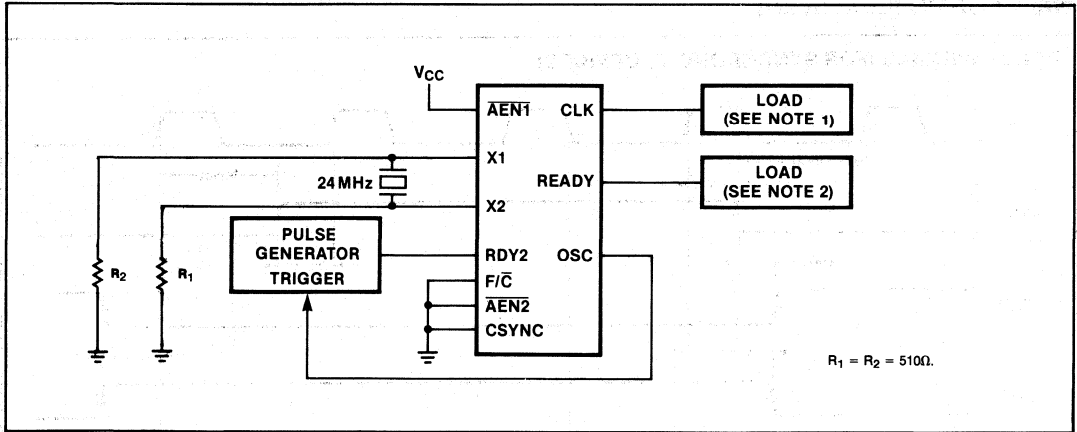 VCC
AEN1 CLK
LOAD
(SEE NOTE 1)
X1
24 MHz
READY
LOAD
(SEE NOTE 2)
X2
PULSE
GENERATOR
TRIGGER
RDY2 OSC
R2
R1
F/C
AEN2
CSYNC
R1 = R2 = 510Ω.